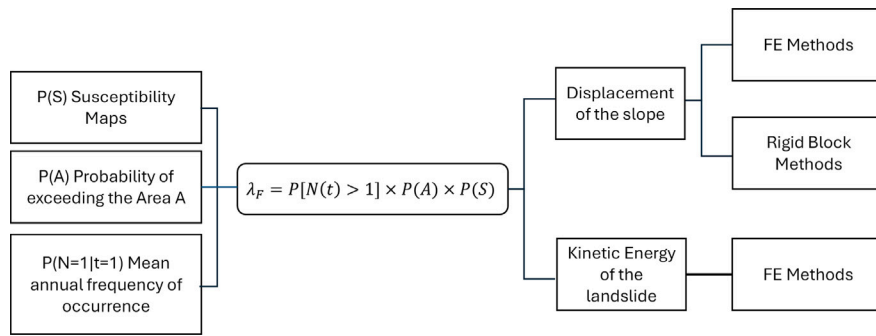 P(S) Susceptibility
Maps
P(A) Probability of
exceeding the Area A
P(N=1|t=1) Mean
annual frequency of
occurrence
λ_F = P[N(t) > 1] × P(A) × P(S)
Displacement
of the slope
FE Methods
Rigid Block
Methods
Kinetic Energy
of the
landslide
FE Methods